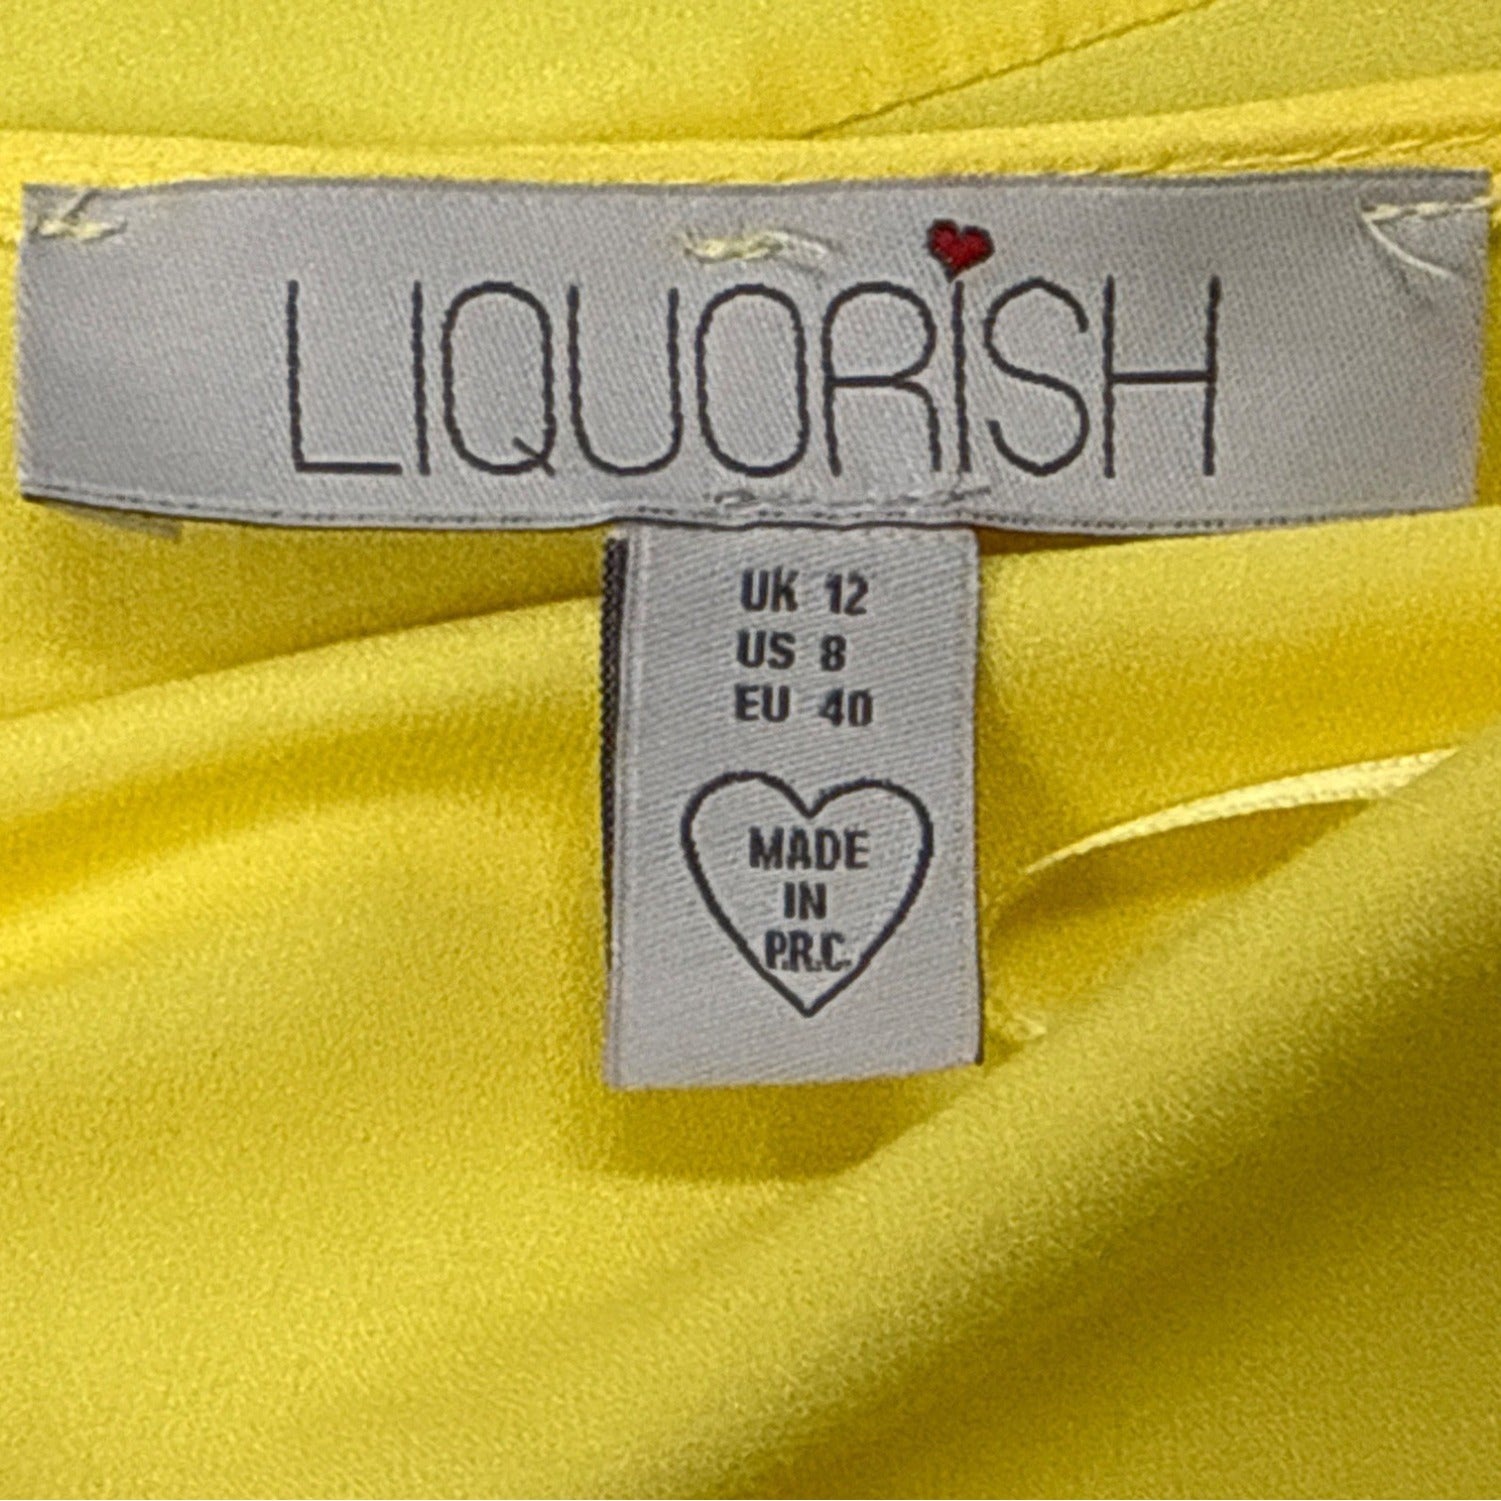 LIQUORiSH
UK 12
US 8
EU 40
MADE
IN
P.R.C.